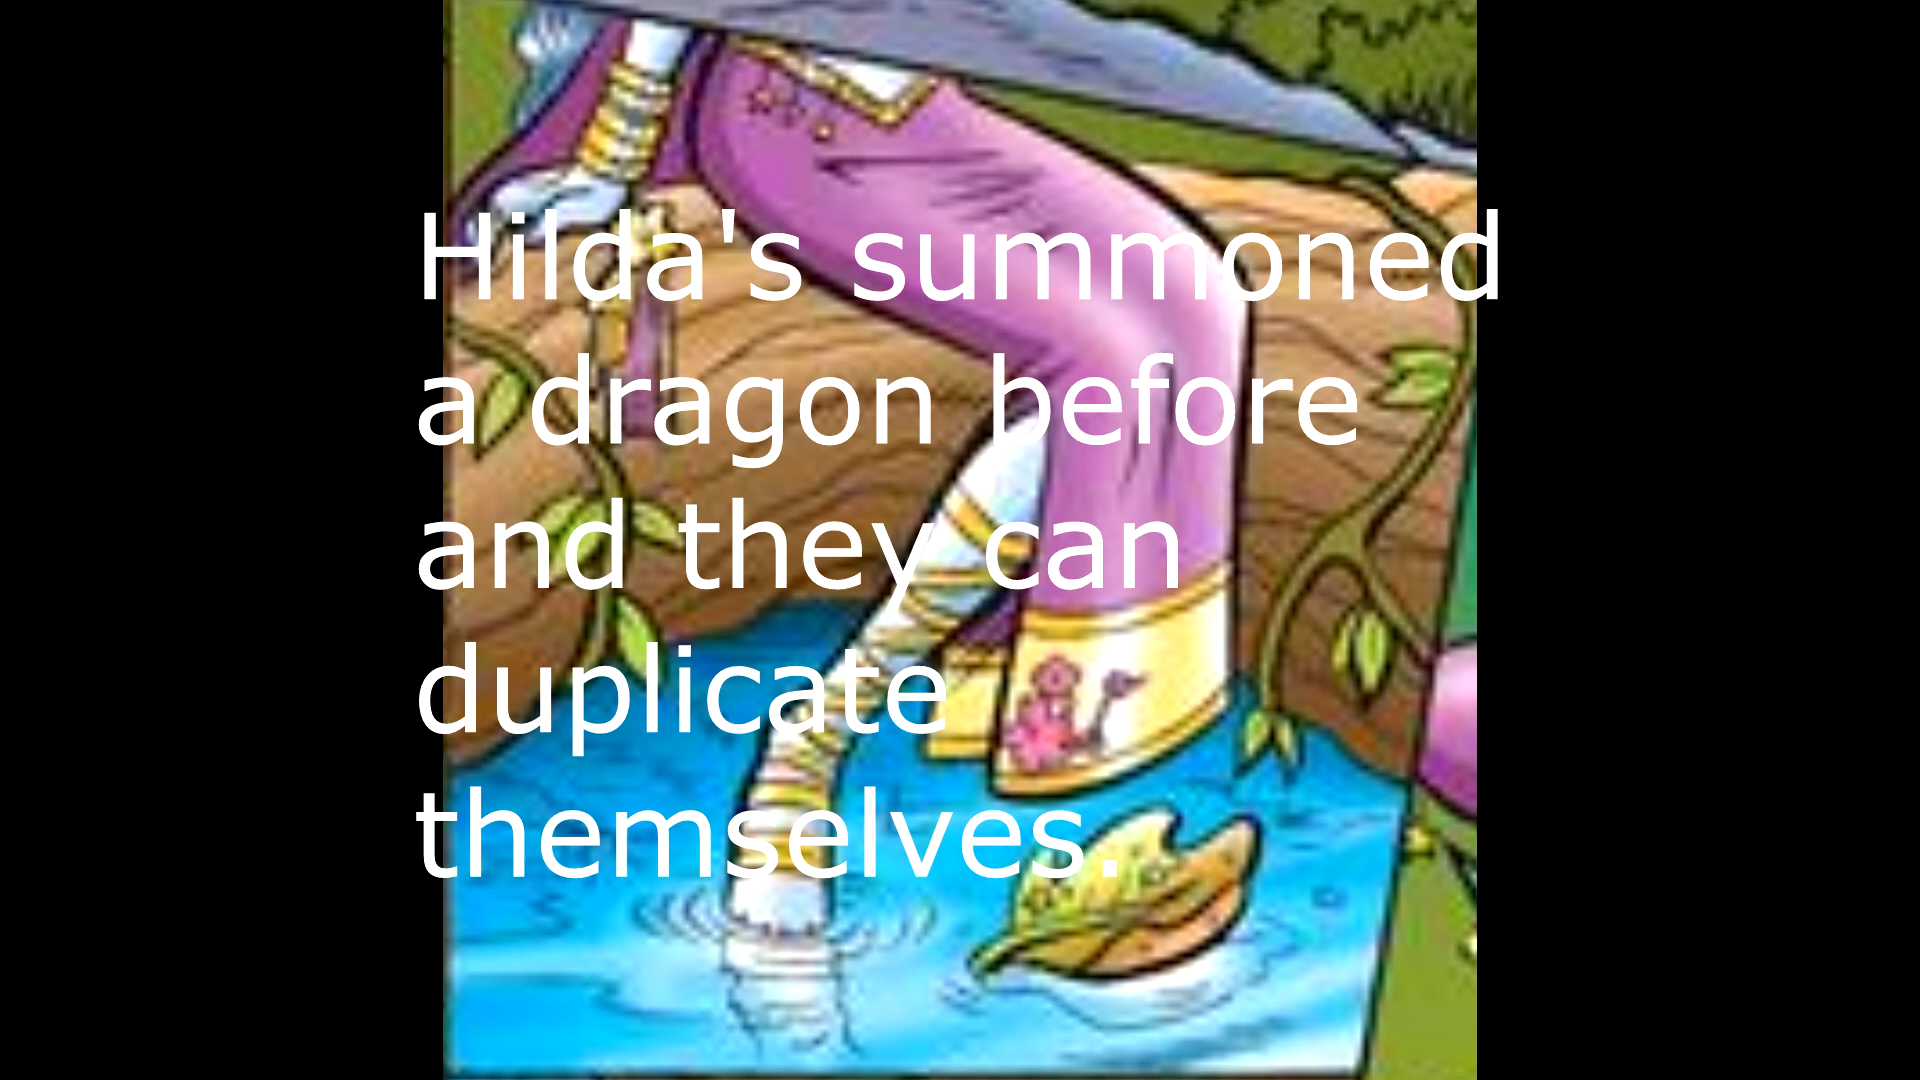 Hilda's summoned
a dragon before
and they can
duplicate
themselves.